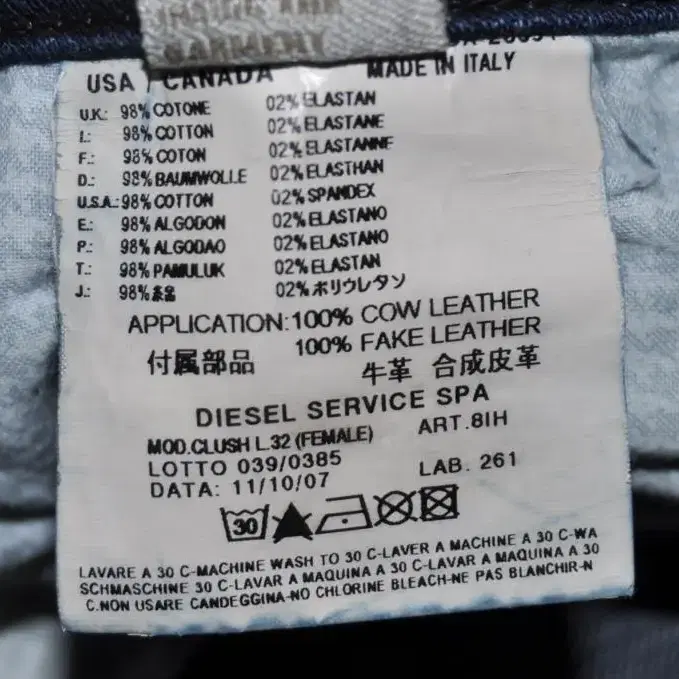 INSIDE THE
GARMENT
USA / CANADA MADE IN ITALY
U.K: 98% COTONE 02% ELASTAN
I.: 98% COTTON 02% ELASTANE
F.: 98% COTON 02% ELASTANNE
D.: 98% BAUMWOLLE 02% ELASTHAN
U.S.A.: 98% COTTON 02% SPANDEX
E.: 98% ALGODON 02% ELASTANO
P.: 98% ALGODAO 02% ELASTANO
T.: 98% PAMULUK 02% ELASTAN
J.: 98% 02% ポリウレタン
APPLICATION:100% COW LEATHER
100% FAKE LEATHER
付属部品 牛革 合成皮革
DIESEL SERVICE SPA
MOD.CLUSH L.32 (FEMALE) ART.8IH
LOTTO 039/0385
LAB. 261
DATA: 11/10/07
30
LAVARE A 30 C-MACHINE WASH TO 30 C-LAVER A MACHINE A 30 C-WA
SCHMASCHINE 30 C-LAVAR A MAQUINA A 30 C-LAVAR A MAQUINA A 30
C.NON USARE CANDEGGINA-NO CHLORINE BLEACH-NE PAS BLANCHIR-N